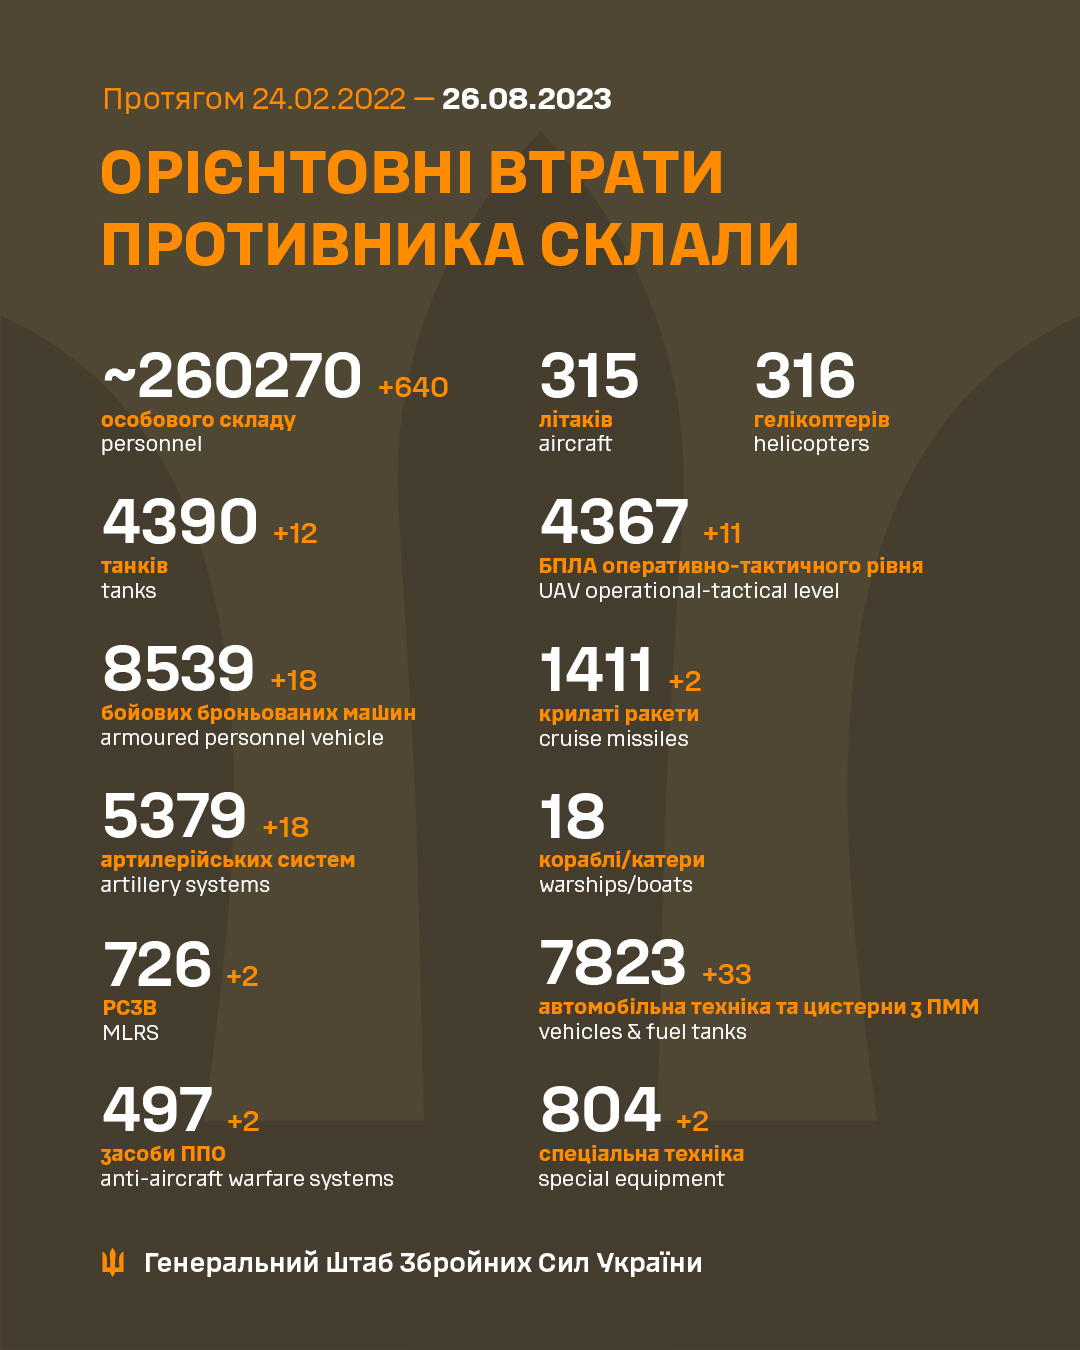 Протягом 24.02.2022 — 26.08.2023
ОРІЄНТОВНІ ВТРАТИ
ПРОТИВНИКА СКЛАЛИ
~260270 +640
особового складу
personnel
315
літаків
aircraft
316
гелікоптерів
helicopters
4390 +12
танків
tanks
4367 +11
БПЛА оперативно-тактичного рівня
UAV operational-tactical level
8539 +18
бойових броньованих машин
armoured personnel vehicle
1411 +2
крилаті ракети
cruise missiles
5379 +18
артилерійських систем
artillery systems
18
кораблі/катери
warships/boats
726 +2
РСЗВ
MLRS
7823 +33
автомобільна техніка та цистерни з ПММ
vehicles & fuel tanks
497 +2
засоби ППО
anti-aircraft warfare systems
804 +2
спеціальна техніка
special equipment
Генеральний штаб Збройних Сил України